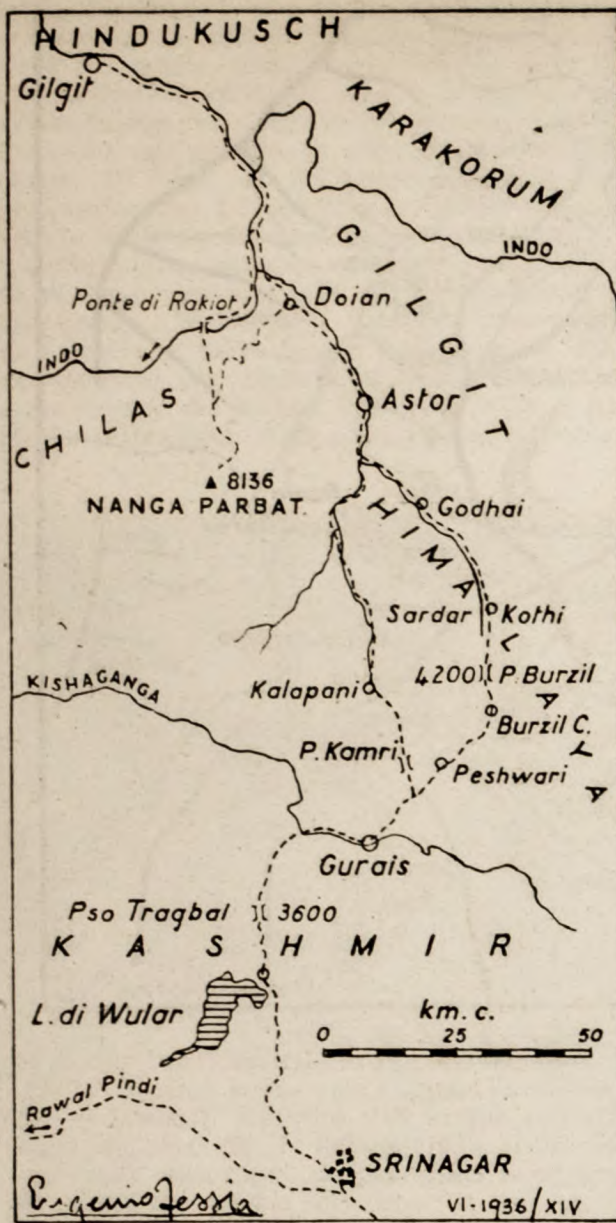 HINDUKUSCH
Gilgit
KARAKORUM
GILGIT
INDO
Ponte di Rakiot
Doian
INDO
CHILAS
Astor
▲ 8136
NANGA PARBAT
HIMALAYA
Godhai
Sardar Kothi
KISHAGANGA
Kalapani
4200 P. Burzil
Burzil C.
P. Kamri
Peshwari
Gurais
Pso Tragbal 3600
KASHMIR
L. di Wular
km. c.
0 25 50
Rawal Pindi
SRINAGAR
Eugenio Fessia
VI-1936/XIV